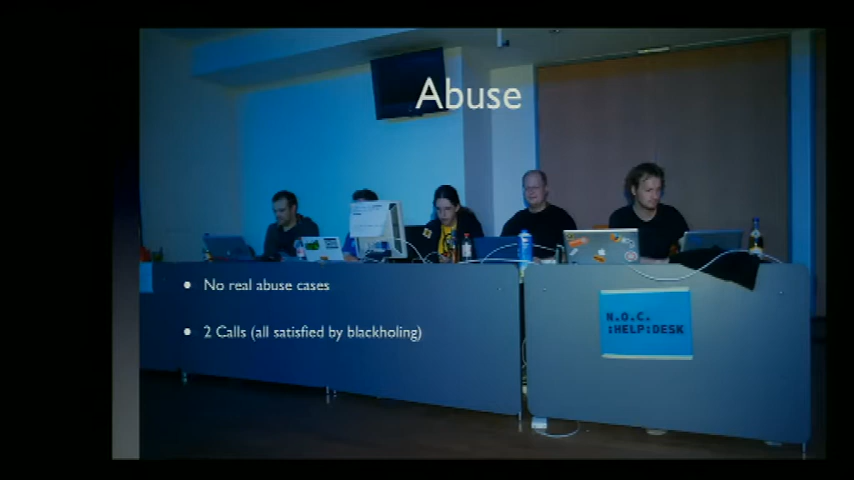 Abuse
No real abuse cases
2 Calls (all satisfied by blackholing)
N.O.C.
:HELP:DESK